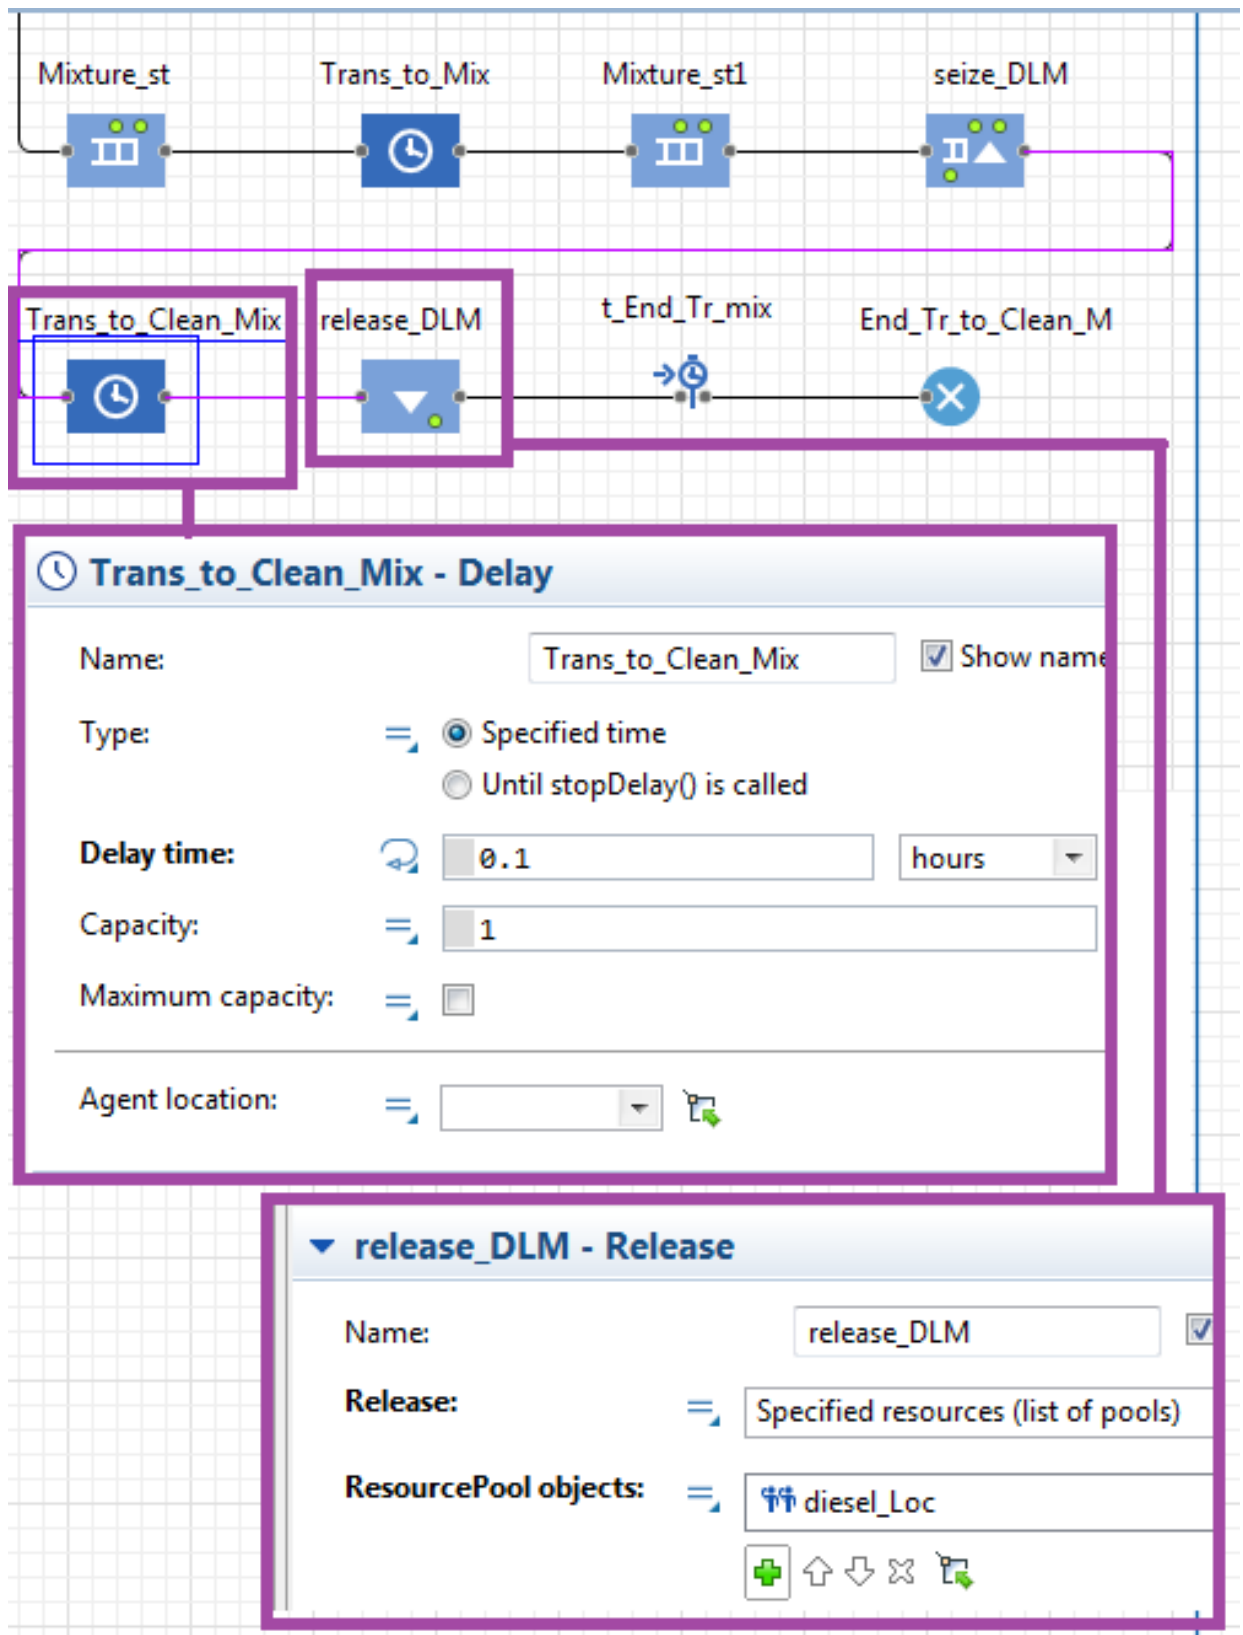 Mixture_st Trans_to_Mix Mixture_st1 seize_DLM
Trans_to_Clean_Mix release_DLM t_End_Tr_mix End_Tr_to_Clean_M
Trans_to_Clean_Mix - Delay
Name: Trans_to_Clean_Mix Show name
Type: Specified time
Until stopDelay() is called
Delay time: 0.1 hours
Capacity: 1
Maximum capacity:
Agent location:
release_DLM - Release
Name: release_DLM
Release: Specified resources (list of pools)
ResourcePool objects: diesel_Loc